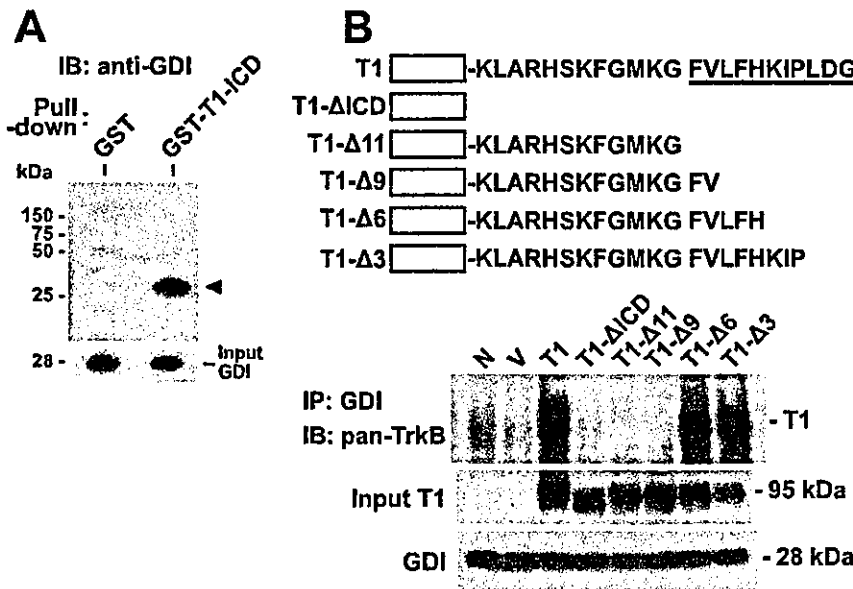 A
IB: anti-GDI
Pull
-down:
GST
GST-T1-ICD
kDa
150 -
75 -
50 -
25 -
28 -
Input
GDI
B
T1 -KLARHSKFGMKG FVLFHKIPLDG
T1-ΔICD
T1-Δ11 -KLARHSKFGMKG
T1-Δ9 -KLARHSKFGMKG FV
T1-Δ6 -KLARHSKFGMKG FVLFH
T1-Δ3 -KLARHSKFGMKG FVLFHKIP
N V T1 T1-ΔICD T1-Δ11 T1-Δ9 T1-Δ6 T1-Δ3
IP: GDI
IB: pan-TrkB
- T1
Input T1 - 95 kDa
GDI - 28 kDa